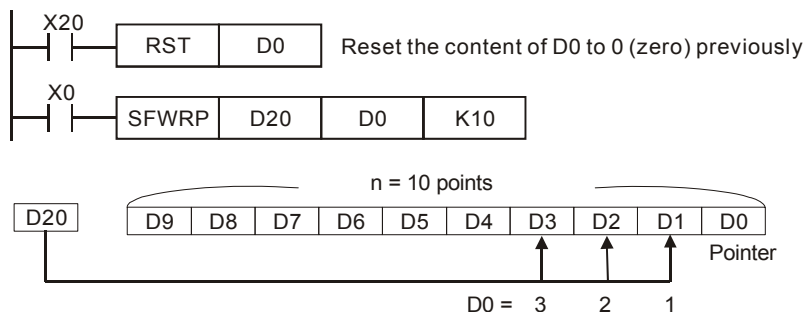 X20
RST D0 Reset the content of D0 to 0 (zero) previously
X0
SFWRP D20 D0 K10
n = 10 points
D20 D9 D8 D7 D6 D5 D4 D3 D2 D1 D0
Pointer
D0 = 3 2 1